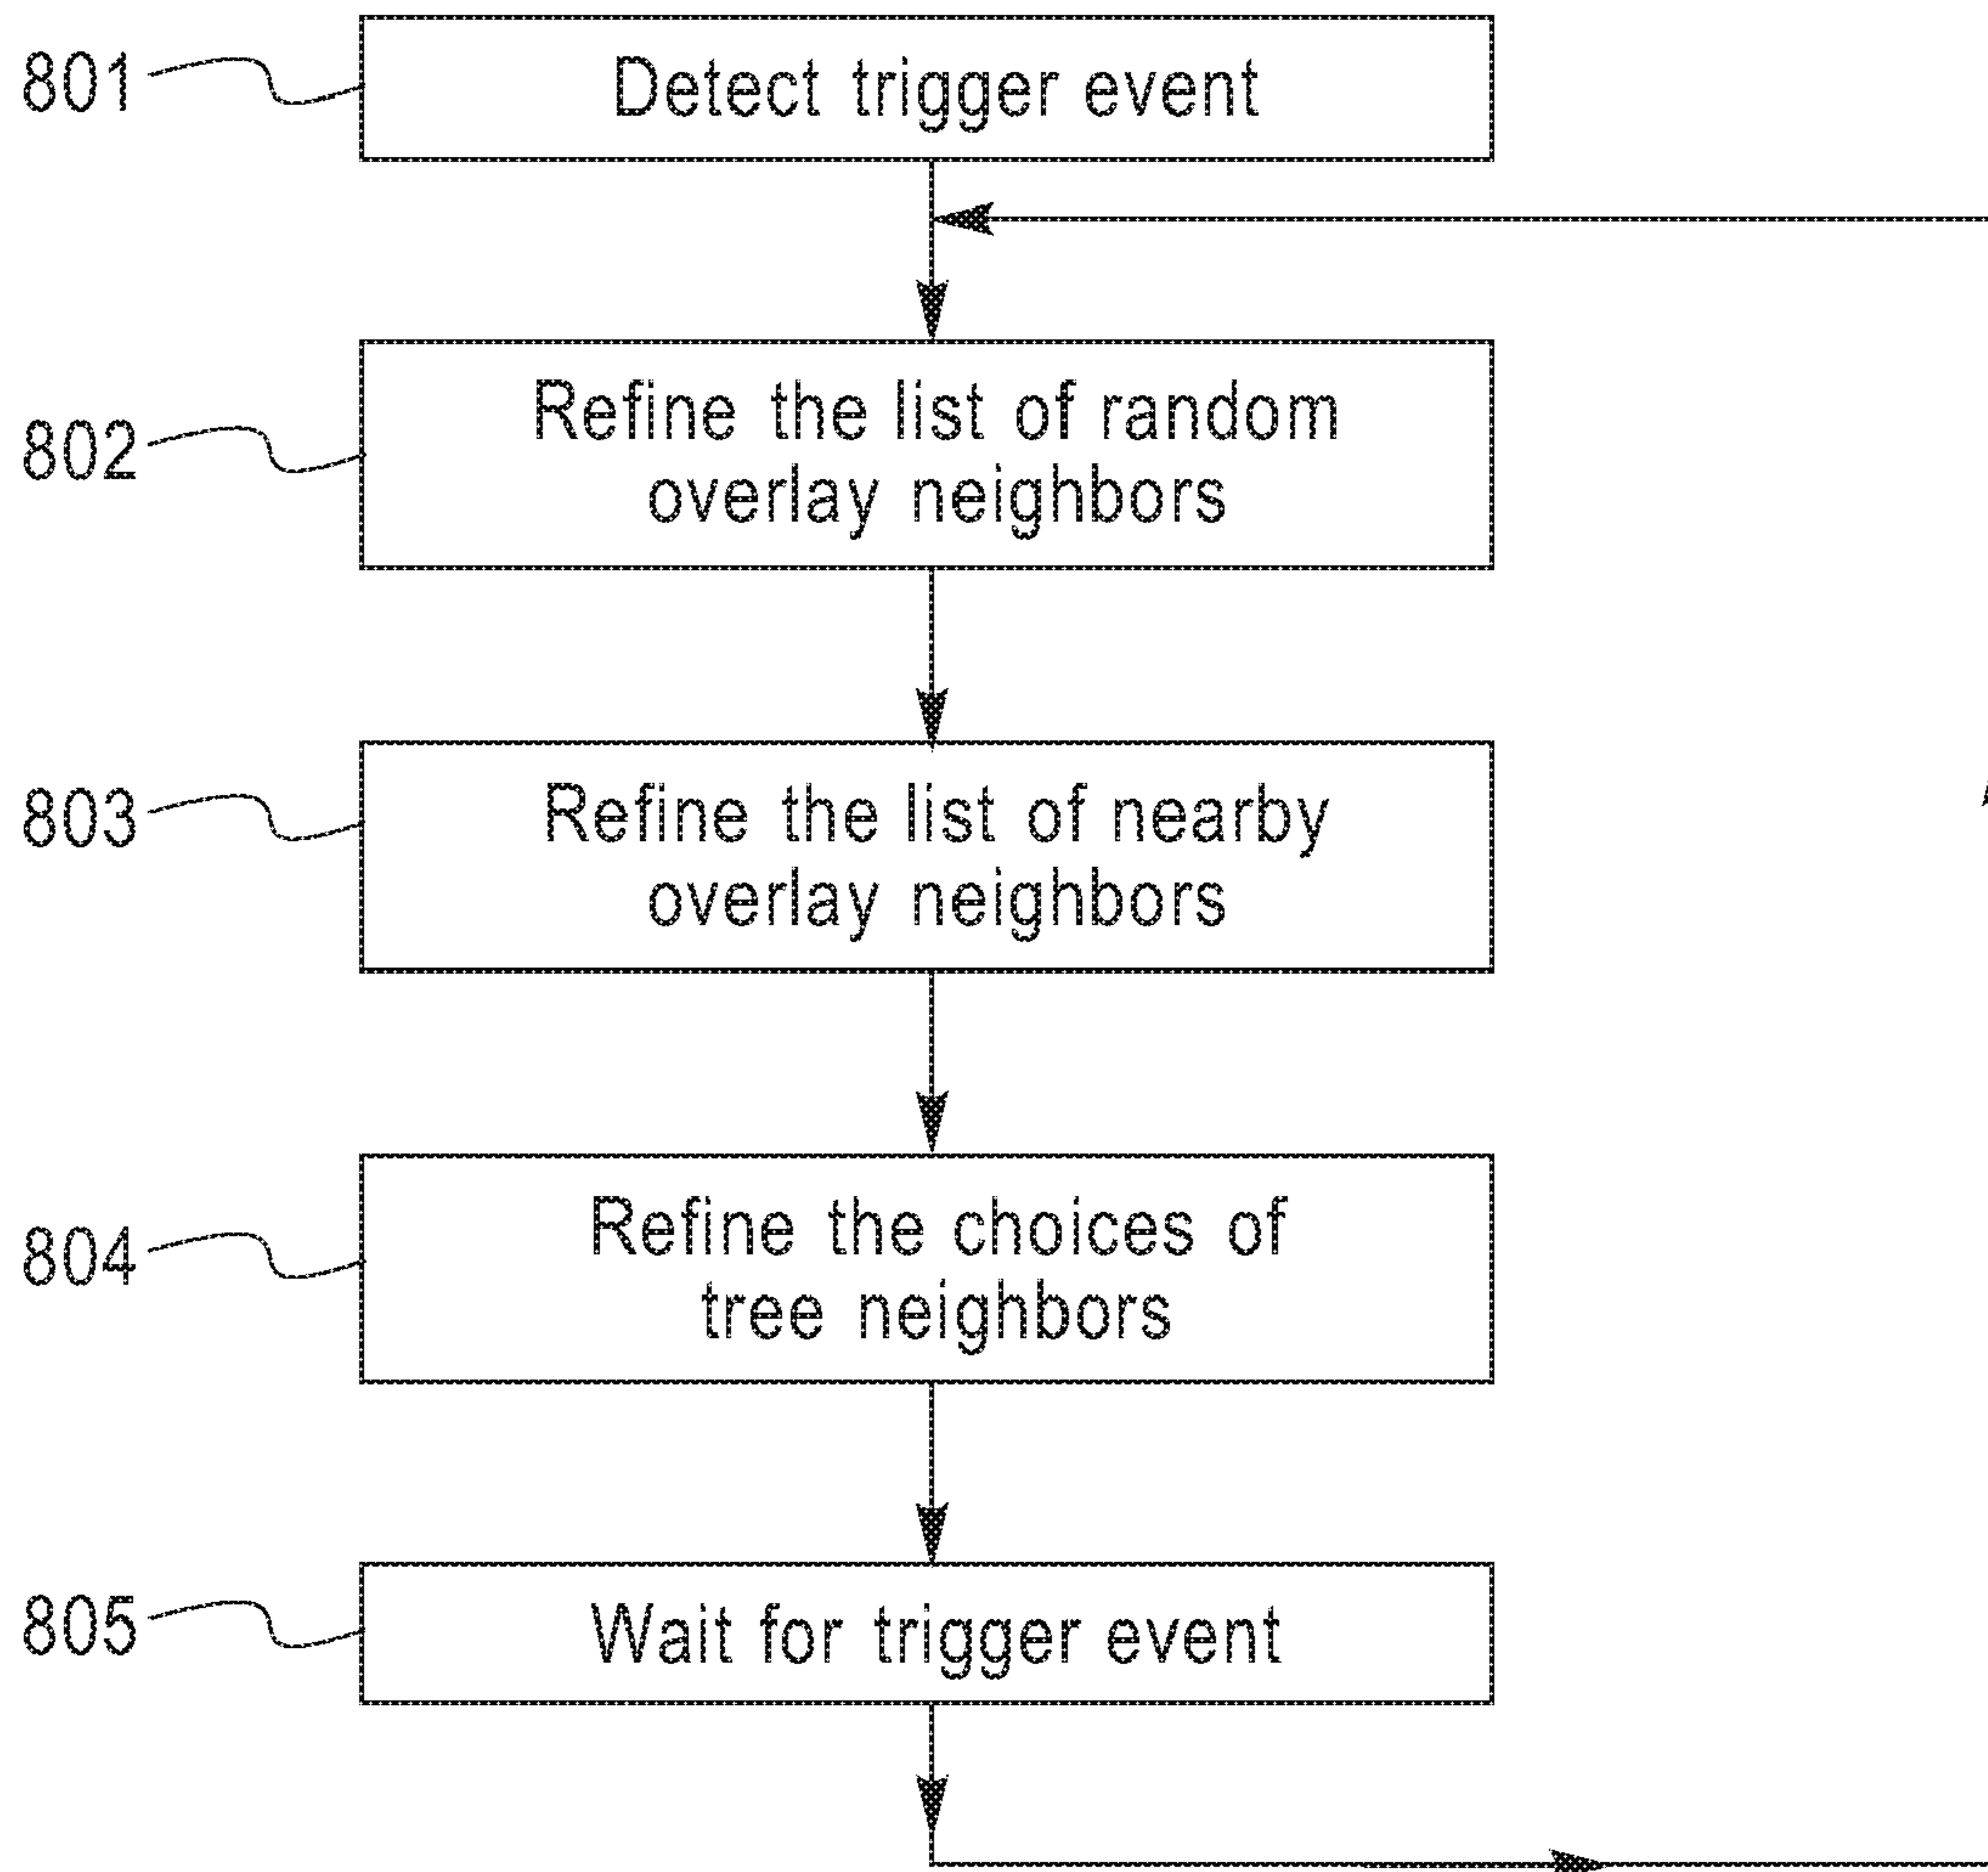 801
Detect trigger event
802
Refine the list of random
overlay neighbors
803
Refine the list of nearby
overlay neighbors
804
Refine the choices of
tree neighbors
805
Wait for trigger event